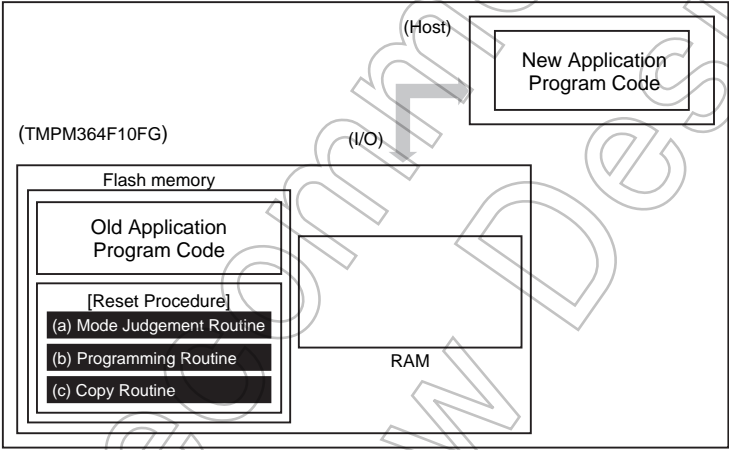 (Host)
New Application
Program Code
(TMPM364F10FG)
(I/O)
Flash memory
Old Application
Program Code
[Reset Procedure]
(a) Mode Judgement Routine
(b) Programming Routine
(c) Copy Routine
RAM